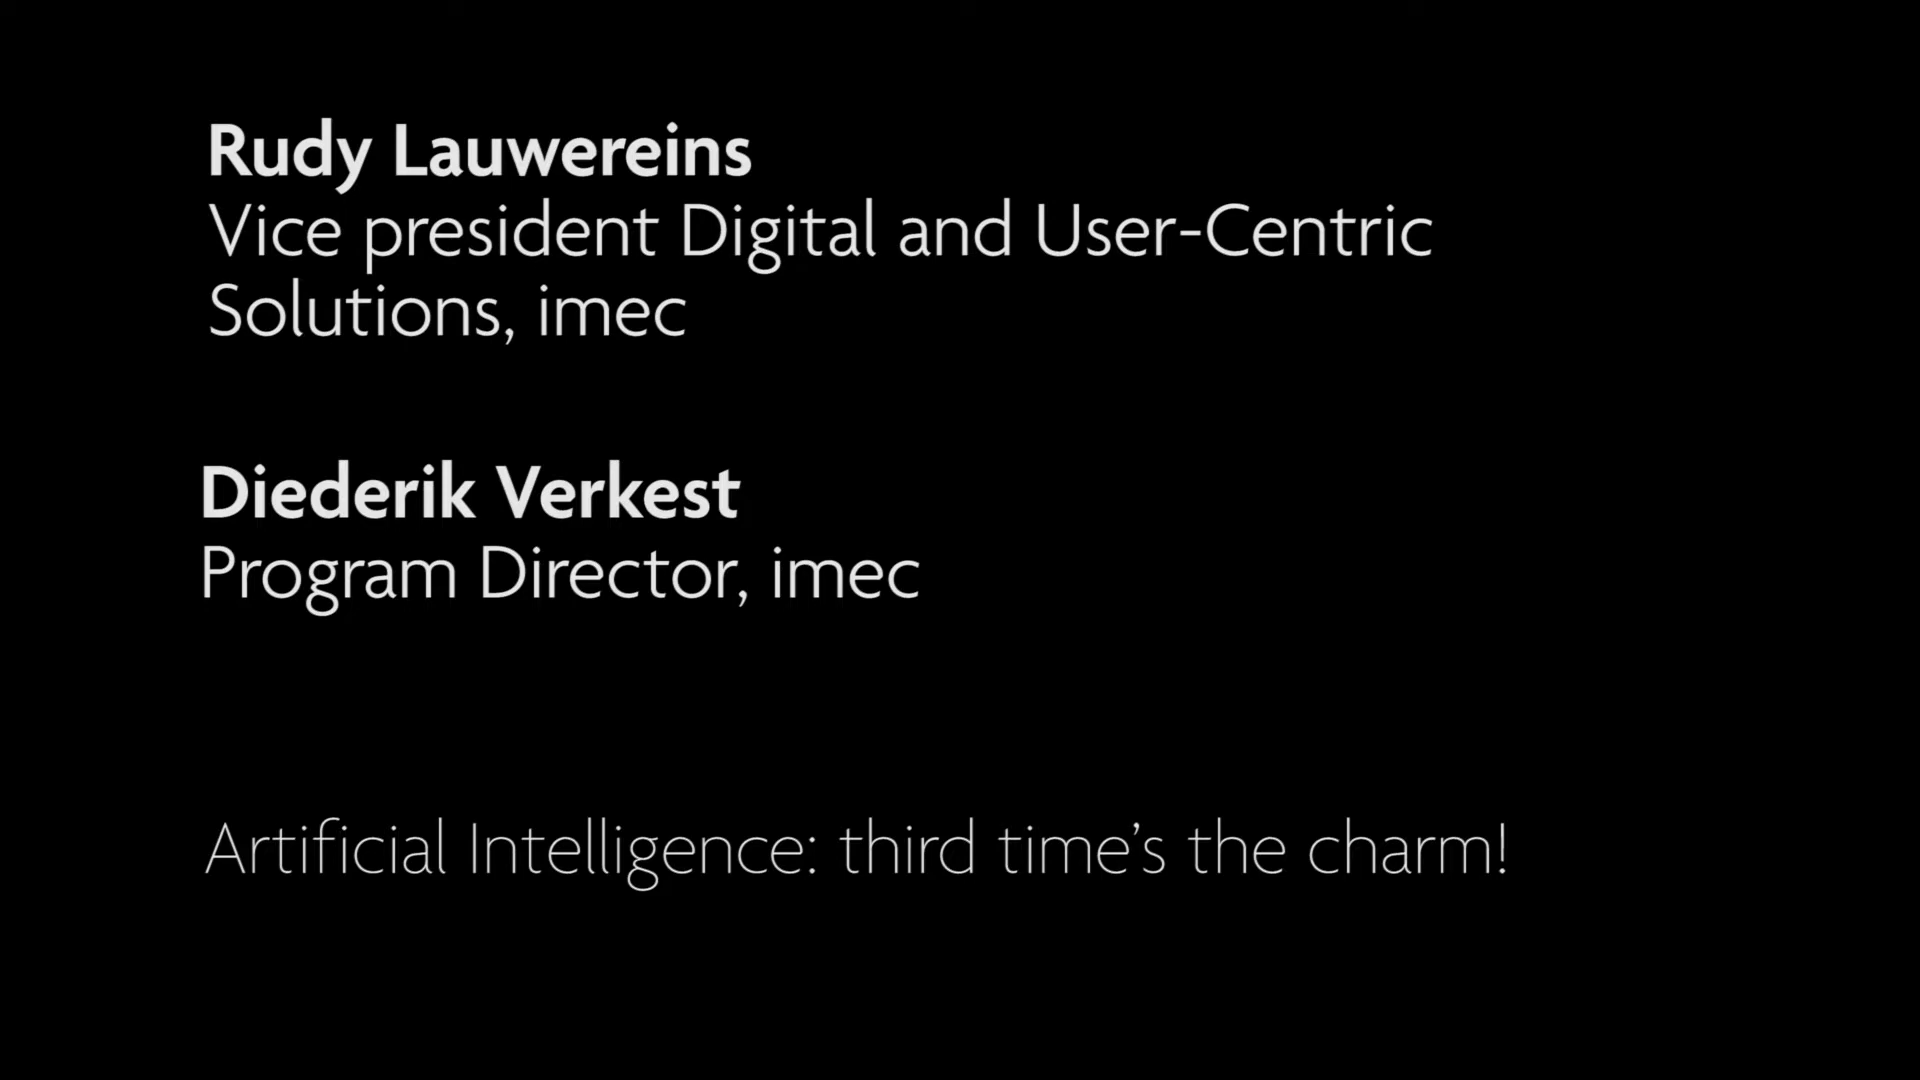 Rudy Lauwereins
Vice president Digital and User-Centric
Solutions, imec
Diederik Verkest
Program Director, imec
Artificial Intelligence: third time’s the charm!